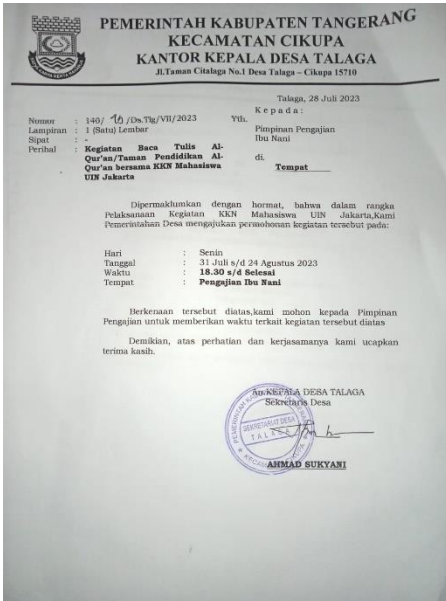 PEMERINTAH KABUPATEN TANGERANG
KECAMATAN CIKUPA
KANTOR KEPALA DESA TALAGA
Jl.Taman Citalaga No.1 Desa Talaga – Cikupa 15710
Talaga, 28 Juli 2023
K e p a d a :
Nomor : 140/ /Ds.Tlg/VII/2023 Yth.
Lampiran : 1 (Satu) Lembar Pimpinan Pengajian
Sipat : - Ibu Nani
Perihal : Kegiatan Baca Tulis Al-
Qur'an/Taman Pendidikan Al- di.
Qur'an bersama KKN Mahasiswa Tempat
UIN Jakarta
Dipermaklumkan dengan hormat, bahwa dalam rangka
Pelaksanaan Kegiatan KKN Mahasiswa UIN Jakarta,Kami
Pemerintahan Desa mengajukan permohonan kegiatan tersebut pada:
Hari : Senin
Tanggal : 31 Juli s/d 24 Agustus 2023
Waktu : 18.30 s/d Selesai
Tempat : Pengajian Ibu Nani
Berkenaan tersebut diatas,kami mohon kepada Pimpinan
Pengajian untuk memberikan waktu terkait kegiatan tersebut diatas
Demikian, atas perhatian dan kerjasamanya kami ucapkan
terima kasih.
An.KEPALA DESA TALAGA
Sekretaris Desa
SEKRETARIAT DESA
TALAGA
AHMAD SUKYANI